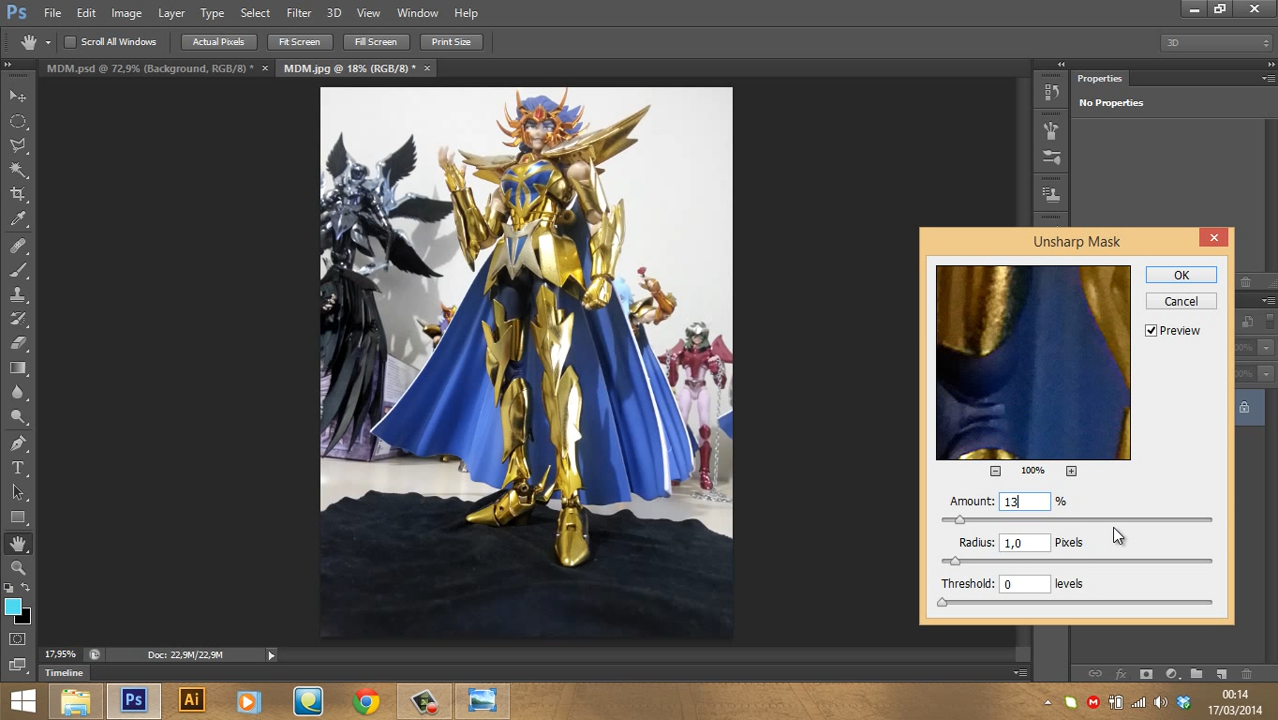 Ps File Edit Image Layer Type Select Filter 3D View Window Help
Scroll All Windows Actual Pixels Fit Screen Fill Screen Print Size 3D
MDM.psd @ 72,9% (Background, RGB/8) * × MDM.jpg @ 18% (RGB/8) * ×
Properties
No Properties
Unsharp Mask
OK
Cancel
Preview
100%
Amount: 13 %
Radius: 1,0 Pixels
Threshold: 0 levels
17,95% Doc: 22,9M/22,9M
Timeline
Ps Ai
00:14
17/03/2014